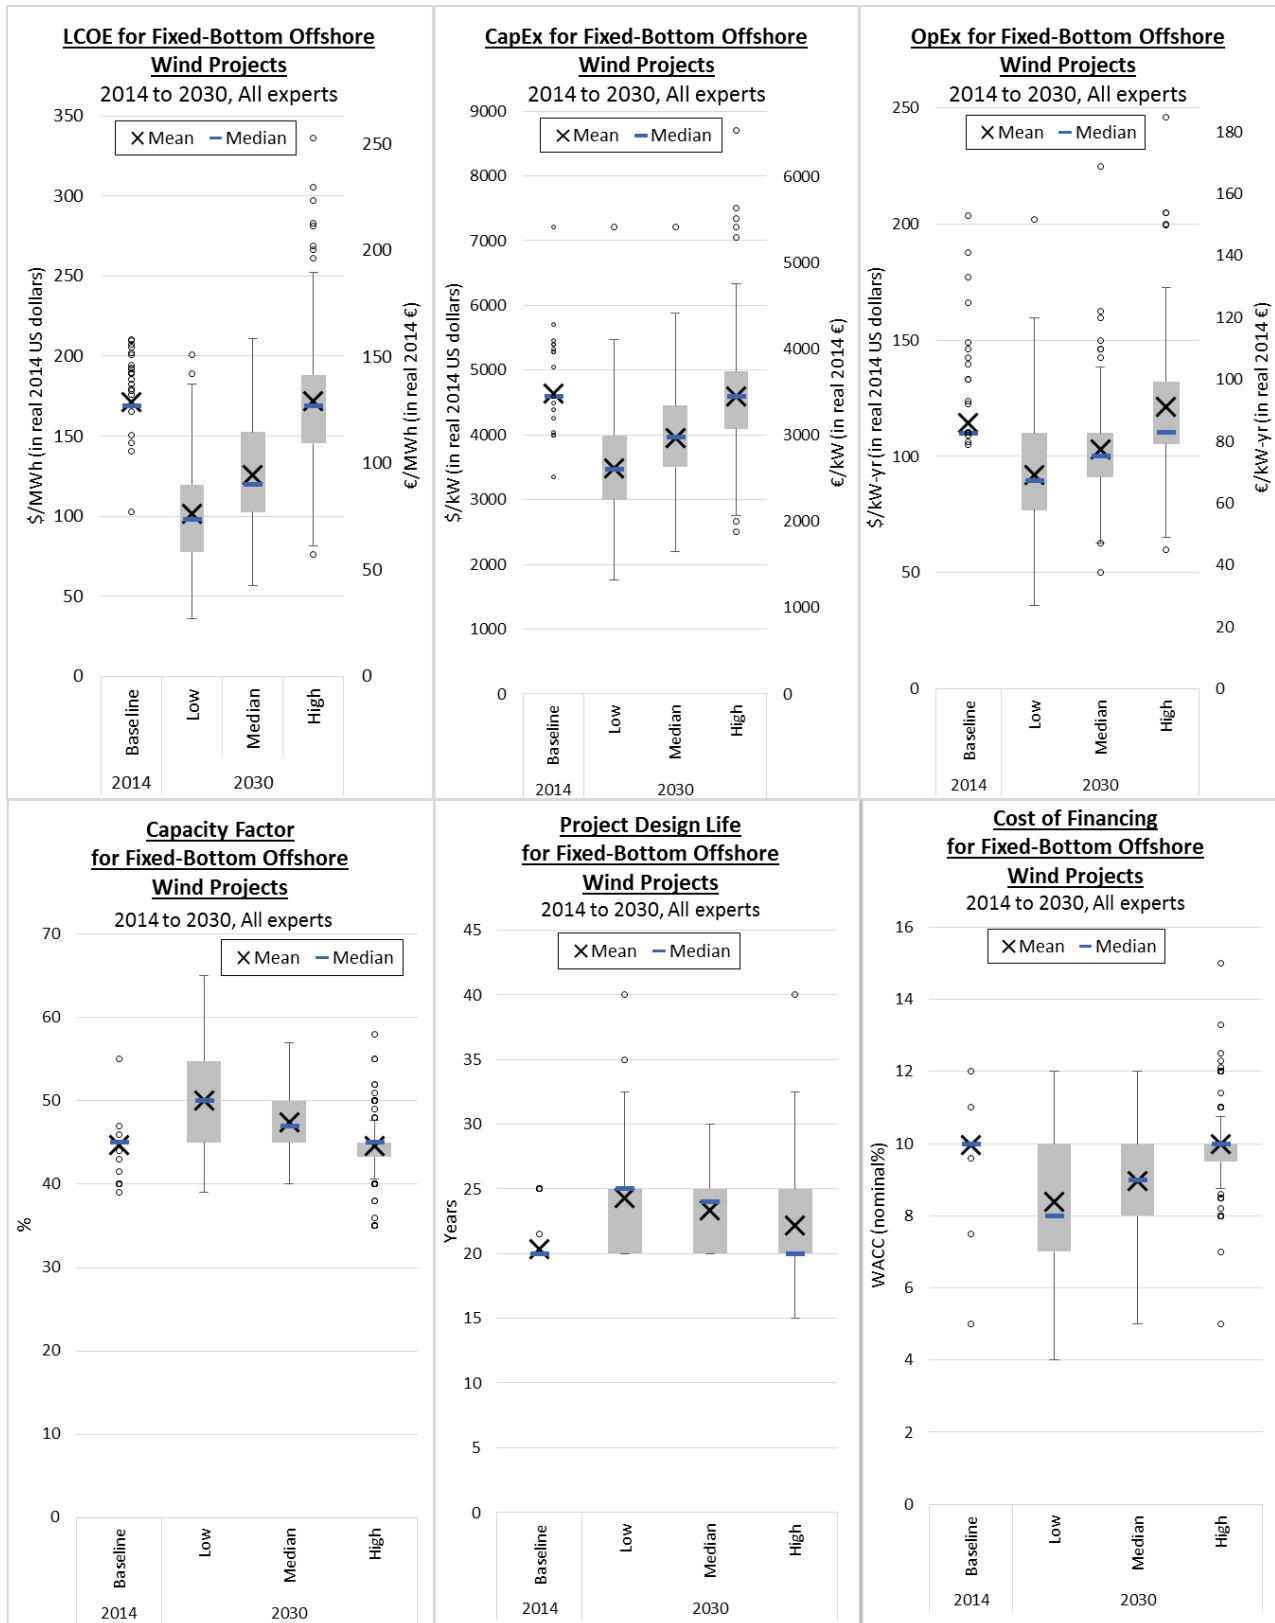 LCOE for Fixed-Bottom Offshore
Wind Projects
2014 to 2030, All experts
Mean Median
$/MWh (in real 2014 US dollars)
350
300
250
200
150
100
50
0
250
200
150
100
50
0
€/MWh (in real 2014 €)
Baseline
Low
Median
High
2014
2030
CapEx for Fixed-Bottom Offshore
Wind Projects
2014 to 2030, All experts
Mean Median
$/kW (in real 2014 US dollars)
9000
8000
7000
6000
5000
4000
3000
2000
1000
0
6000
5000
4000
3000
2000
1000
0
€/kW (in real 2014 €)
Baseline
Low
Median
High
2014
2030
OpEx for Fixed-Bottom Offshore
Wind Projects
2014 to 2030, All experts
Mean Median
$/kW-yr (in real 2014 US dollars)
250
200
150
100
50
0
180
160
140
120
100
80
60
40
20
0
€/kW-yr (in real 2014 €)
Baseline
Low
Median
High
2014
2030
Capacity Factor
for Fixed-Bottom Offshore
Wind Projects
2014 to 2030, All experts
Mean Median
%
70
60
50
40
30
20
10
0
Baseline
Low
Median
High
2014
2030
Project Design Life
for Fixed-Bottom Offshore
Wind Projects
2014 to 2030, All experts
Mean Median
Years
45
40
35
30
25
20
15
10
5
0
Baseline
Low
Median
High
2014
2030
Cost of Financing
for Fixed-Bottom Offshore
Wind Projects
2014 to 2030, All experts
Mean Median
WACC (nominal%)
16
14
12
10
8
6
4
2
0
Baseline
Low
Median
High
2014
2030